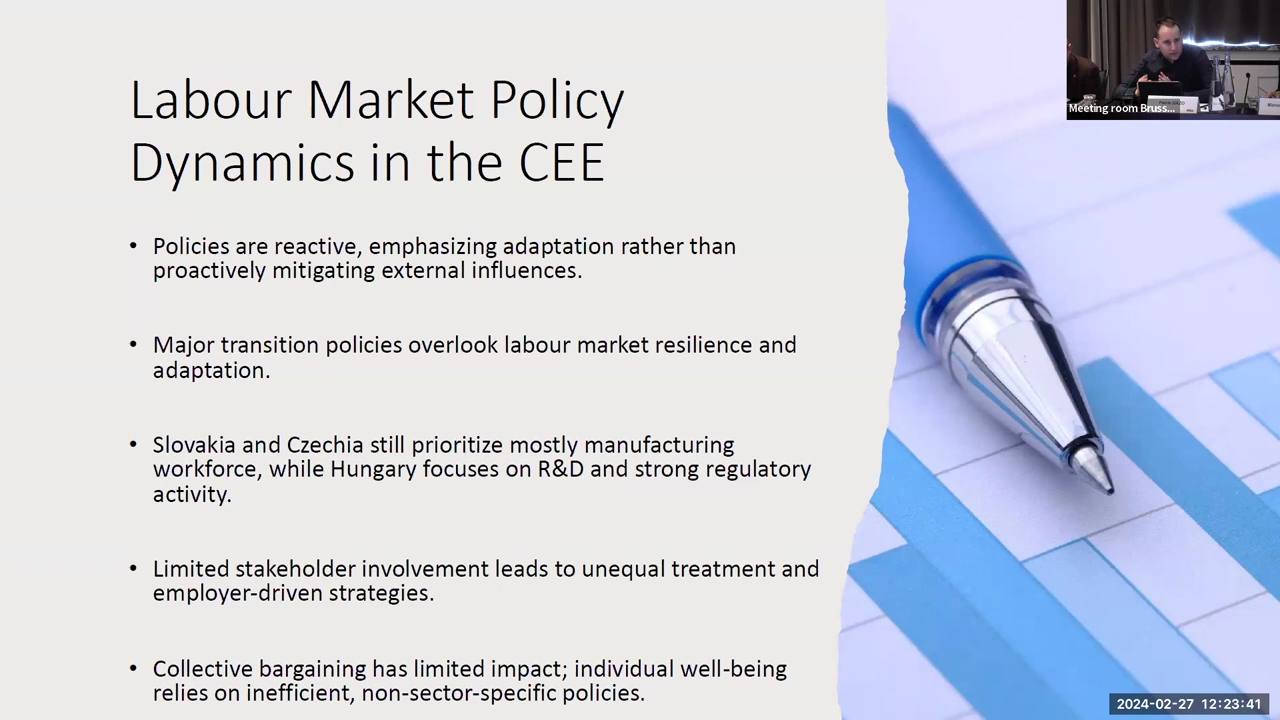 Labour Market Policy
Dynamics in the CEE
• Policies are reactive, emphasizing adaptation rather than
proactively mitigating external influences.
• Major transition policies overlook labour market resilience and
adaptation.
• Slovakia and Czechia still prioritize mostly manufacturing
workforce, while Hungary focuses on R&D and strong regulatory
activity.
• Limited stakeholder involvement leads to unequal treatment and
employer-driven strategies.
• Collective bargaining has limited impact; individual well-being
relies on inefficient, non-sector-specific policies.
Meeting room Bruss...
2024-02-27 12:23:41